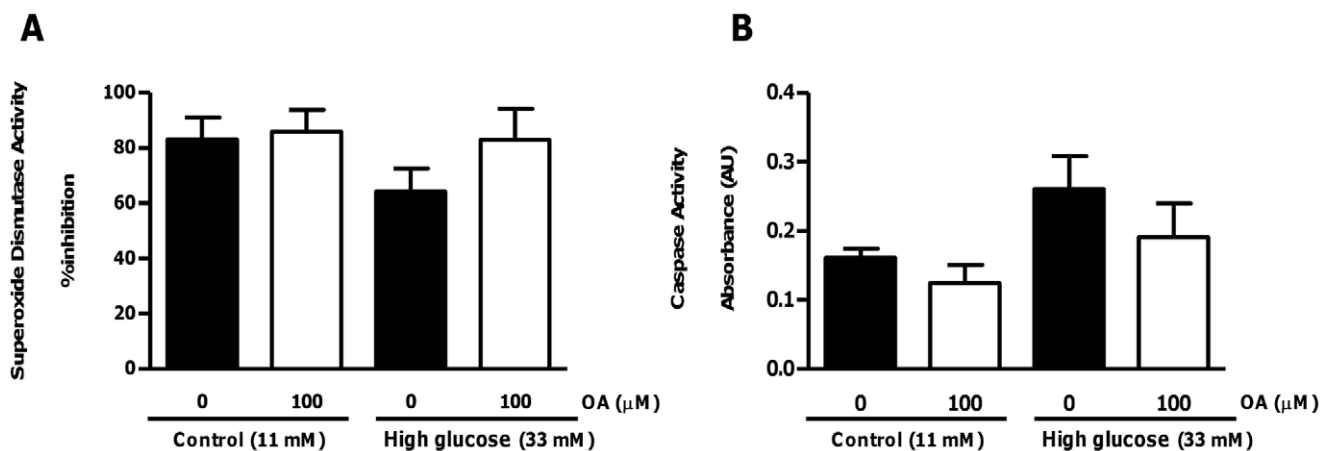 A
Superoxide Dismutase Activity
%inhibition
100
80
60
40
20
0
0 100 0 100 OA (μM)
Control (11 mM) High glucose (33 mM)
B
Caspase Activity
Absorbance (AU)
0.4
0.3
0.2
0.1
0.0
0 100 0 100 OA (μM)
Control (11 mM) High glucose (33 mM)